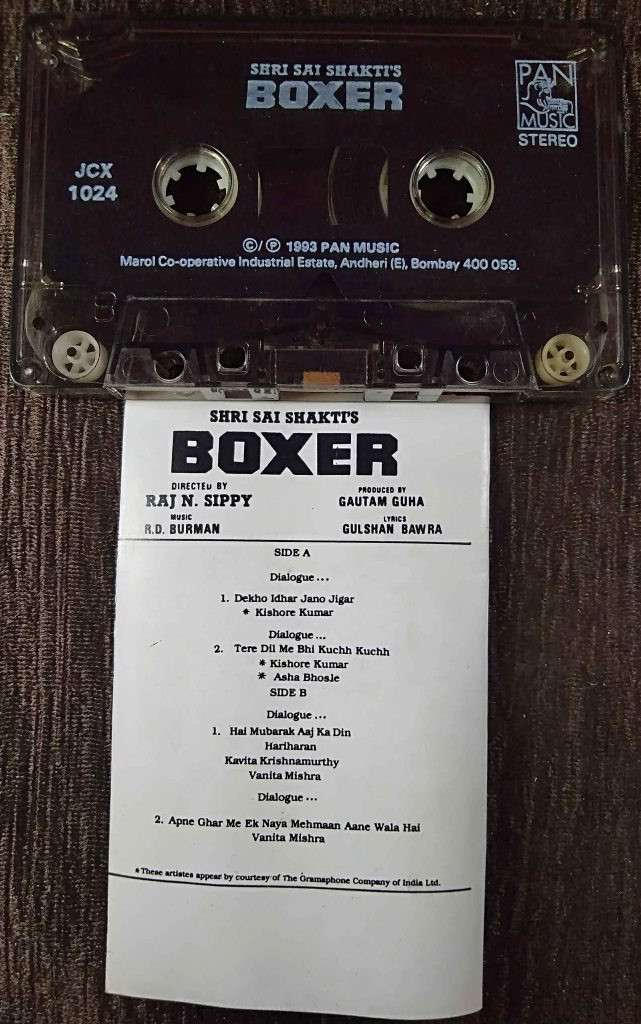 SHRI SAI SHAKTI'S
BOXER
PAN
MUSIC
STEREO
JCX
1024
©/℗ 1993 PAN MUSIC
Marol Co-operative Industrial Estate, Andheri (E), Bombay 400 059.
SHRI SAI SHAKTI'S
BOXER
DIRECTED BY
RAJ N. SIPPY
PRODUCED BY
GAUTAM GUHA
MUSIC
R.D. BURMAN
LYRICS
GULSHAN BAWRA
SIDE A
Dialogue ...
1. Dekho Idhar Jano Jigar
* Kishore Kumar
Dialogue ...
2. Tere Dil Me Bhi Kuchh Kuchh
* Kishore Kumar
* Asha Bhosle
SIDE B
Dialogue ...
1. Hai Mubarak Aaj Ka Din
Hariharan
Kavita Krishnamurthy
Vanita Mishra
Dialogue ...
2. Apne Ghar Me Ek Naya Mehmaan Aane Wala Hai
Vanita Mishra
*These artistes appear by courtesy of The Gramaphone Company of India Ltd.